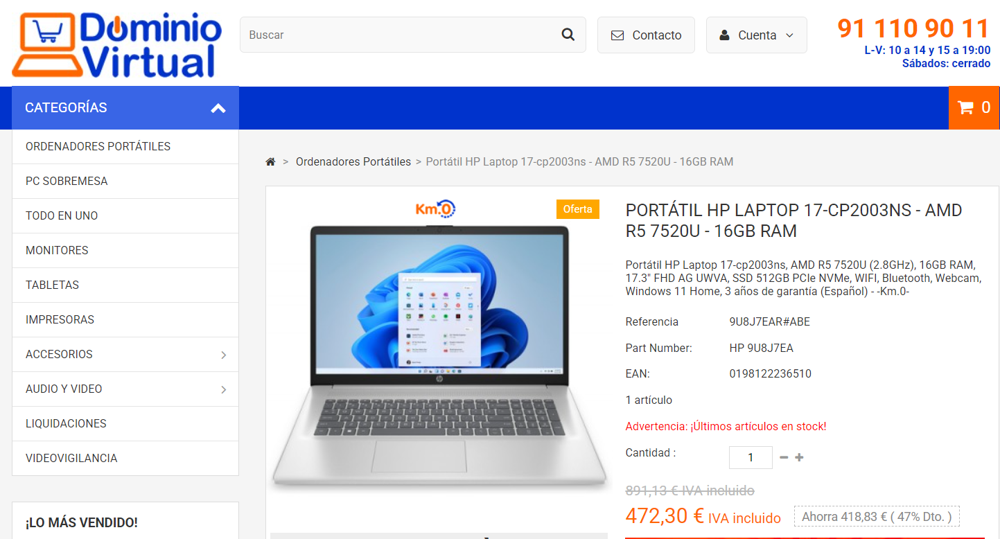 Dominio
Virtual
Buscar
Contacto
Cuenta
91 110 90 11
L-V: 10 a 14 y 15 a 19:00
Sábados: cerrado
CATEGORÍAS
0
ORDENADORES PORTÁTILES
PC SOBREMESA
TODO EN UNO
MONITORES
TABLETAS
IMPRESORAS
ACCESORIOS
AUDIO Y VIDEO
LIQUIDACIONES
VIDEOVIGILANCIA
¡LO MÁS VENDIDO!
> Ordenadores Portátiles > Portátil HP Laptop 17-cp2003ns - AMD R5 7520U - 16GB RAM
Km.0
Oferta
hp
PORTÁTIL HP LAPTOP 17-CP2003NS - AMD
R5 7520U - 16GB RAM
Portátil HP Laptop 17-cp2003ns, AMD R5 7520U (2.8GHz), 16GB RAM,
17.3" FHD AG UWVA, SSD 512GB PCIe NVMe, WIFI, Bluetooth, Webcam,
Windows 11 Home, 3 años de garantía (Español) - -Km.0-
Referencia 9U8J7EAR#ABE
Part Number: HP 9U8J7EA
EAN: 0198122236510
1 artículo
Advertencia: ¡Últimos artículos en stock!
Cantidad : 1
891,13 € IVA incluido
472,30 € IVA incluido Ahorra 418,83 € ( 47% Dto. )